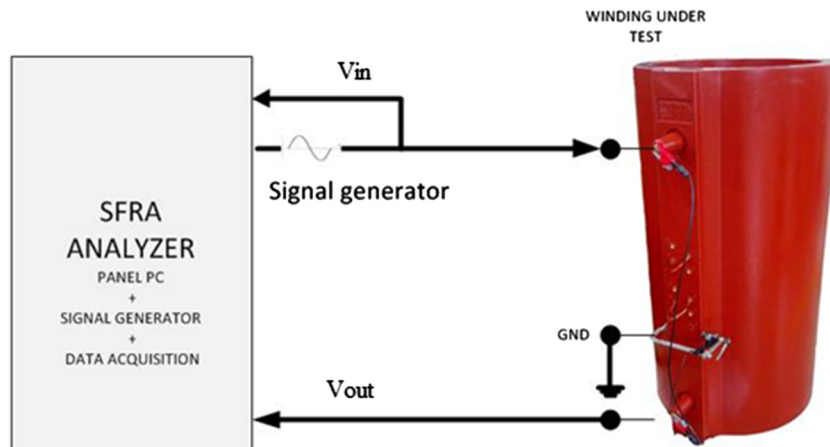 WINDING UNDER
TEST
Vin
Signal generator
SFRA
ANALYZER
PANEL PC
+
SIGNAL GENERATOR
+
DATA ACQUISITION
GND
Vout